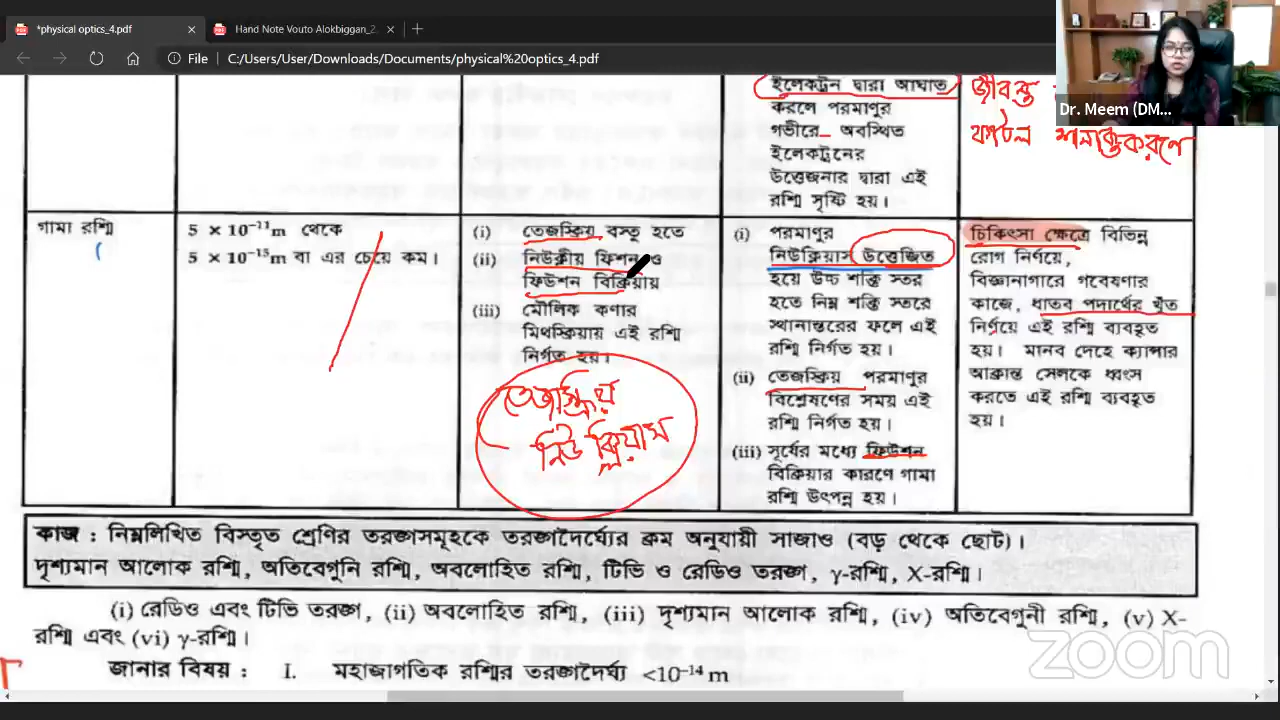 *physical optics_4.pdf
Hand Note Vouto Alokbiggan_2
File
C:/Users/User/Downloads/Documents/physical%20optics_4.pdf
Dr. Meem (DM...
ইলেকট্রন দ্বারা আঘাত
করলে পরমাণুর
গভীরে অবস্থিত
ইলেকট্রনের
উত্তেজনার দ্বারা এই
রশ্মি সৃষ্টি হয়।
জীবন্ত
শনাক্তকরণে
গামা রশ্মি
5 × 10⁻¹¹m থেকে
5 × 10⁻¹⁵m বা এর চেয়ে কম।
(i) তেজস্ক্রিয় বস্তু হতে
(ii) নিউক্লীয় ফিশন ও
ফিউশন বিক্রিয়ায়
(iii) মৌলিক কণার
মিথস্ক্রিয়ায় এই রশ্মি
নির্গত হয়।
তেজস্ক্রিয়
নিউক্লিয়াস
(i) পরমাণুর
নিউক্লিয়াস উত্তেজিত
হয়ে উচ্চ শক্তি স্তর
হতে নিম্ন শক্তি স্তরে
স্থানান্তরের ফলে এই
রশ্মি নির্গত হয়।
(ii) তেজস্ক্রিয় পরমাণুর
বিশ্লেষণের সময় এই
রশ্মি নির্গত হয়।
(iii) সূর্যের মধ্যে ফিউশন
বিক্রিয়ার কারণে গামা
রশ্মি উৎপন্ন হয়।
চিকিৎসা ক্ষেত্রে বিভিন্ন
রোগ নির্ণয়ে,
বিজ্ঞানাগারে গবেষণার
কাজে, ধাতব পদার্থের খুঁত
নির্ণয়ে এই রশ্মি ব্যবহৃত
হয়। মানব দেহে ক্যান্সার
আক্রান্ত সেলকে ধ্বংস
করতে এই রশ্মি ব্যবহৃত
হয়।
কাজ : নিম্নলিখিত বিস্তৃত শ্রেণির তরঙ্গসমূহকে তরঙ্গদৈর্ঘ্যের ক্রম অনুযায়ী সাজাও (বড় থেকে ছোট)।
দৃশ্যমান আলোক রশ্মি, অতিবেগুনি রশ্মি, অবলোহিত রশ্মি, টিভি ও রেডিও তরঙ্গ, γ-রশ্মি, X-রশ্মি।
(i) রেডিও এবং টিভি তরঙ্গ, (ii) অবলোহিত রশ্মি, (iii) দৃশ্যমান আলোক রশ্মি, (iv) অতিবেগুনী রশ্মি, (v) X-
রশ্মি এবং (vi) γ-রশ্মি।
জানার বিষয় : I. মহাজাগতিক রশ্মির তরঙ্গদৈর্ঘ্য <10⁻¹⁴ m
zoom